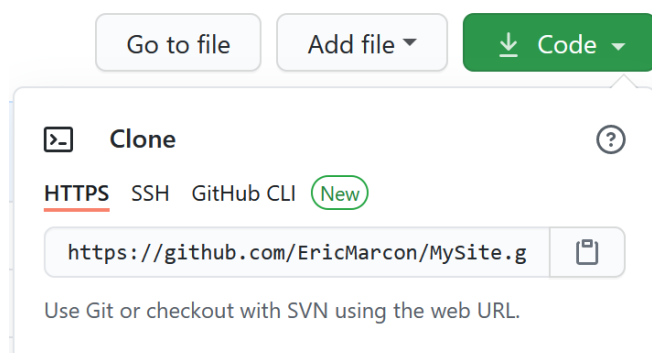 Go to file Add file Code
Clone
HTTPS SSH GitHub CLI New
https://github.com/EricMarcon/MySite.g
Use Git or checkout with SVN using the web URL.